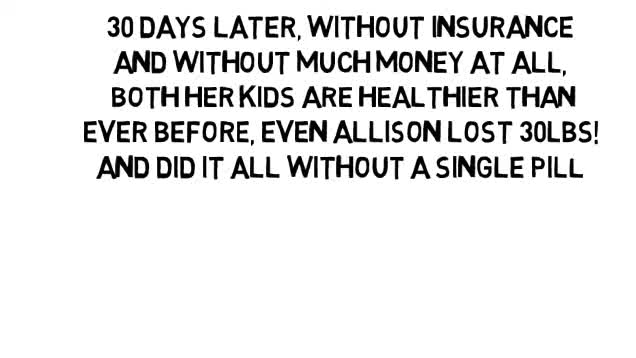 30 DAYS LATER, WITHOUT INSURANCE
AND WITHOUT MUCH MONEY AT ALL,
BOTH HER KIDS ARE HEALTHIER THAN
EVER BEFORE, EVEN ALLISON LOST 30LBS!
AND DID IT ALL WITHOUT A SINGLE PILL